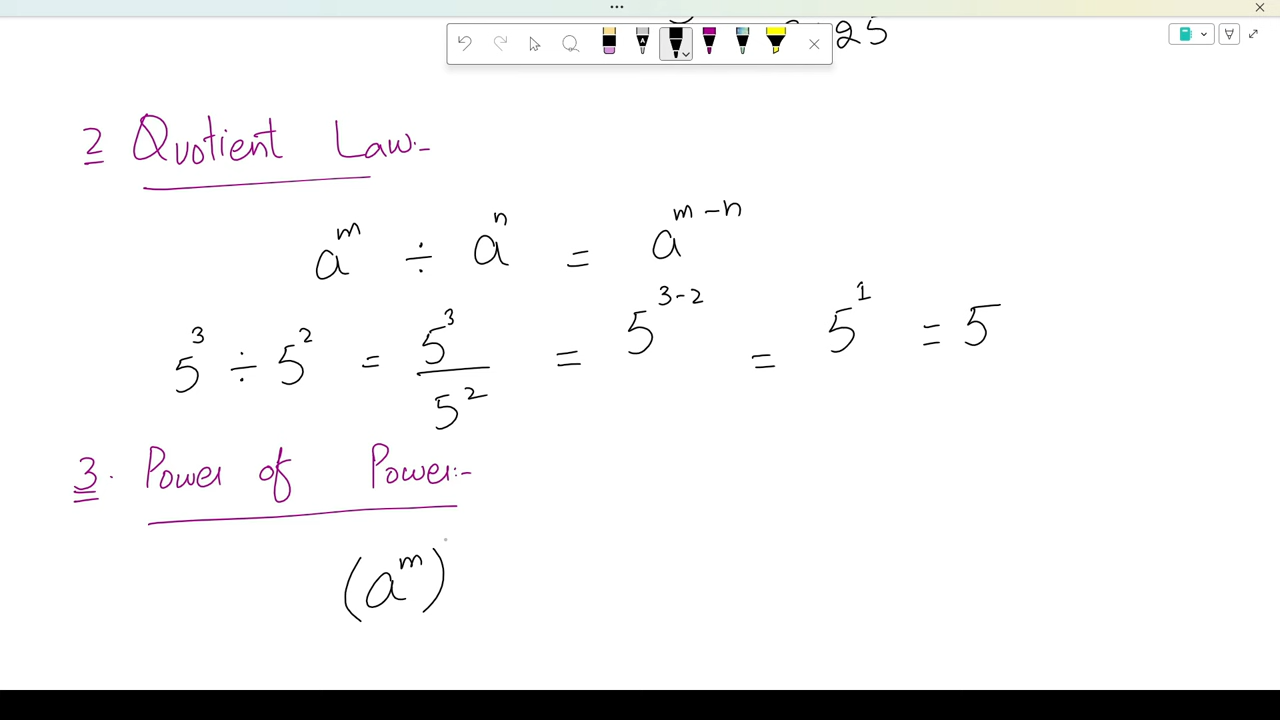 25
2 Quotient Law:-
a^m ÷ a^n = a^{m-n}
5^3 ÷ 5^2 = 5^3/5^2 = 5^{3-2} = 5^1 = 5
3. Power of Power:-
(a^m)